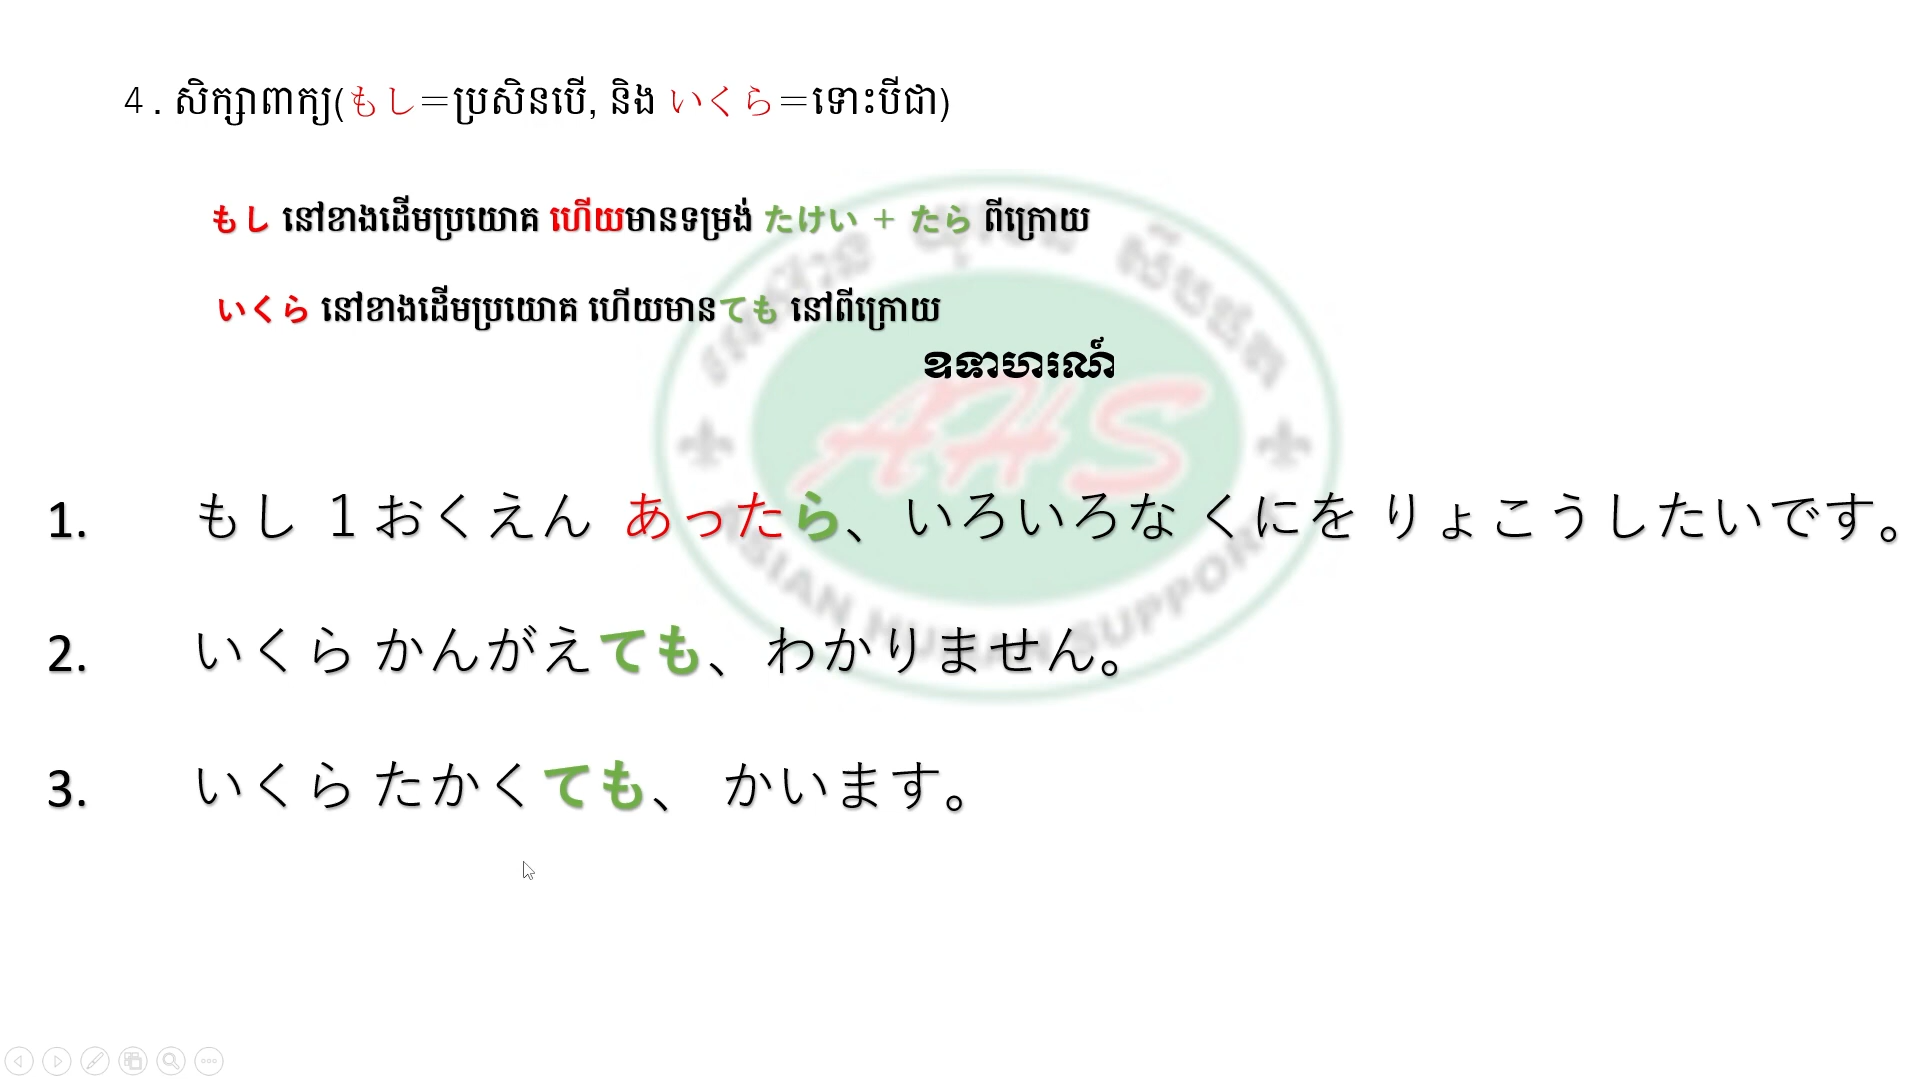 4 . សិក្សាពាក្យ(もし＝ប្រសិនបើ, និង いくら＝ទោះបីជា)
もし នៅខាងដើមប្រយោគ ហើយមានទម្រង់ たけい + たら ពីក្រោយ
いくら នៅខាងដើមប្រយោគ ហើយមានても នៅពីក្រោយ
ឧទាហរណ៍
AHS
ASIAN HUMAN SUPPORT
1. もし 1 おくえん あったら、 いろいろな くにを りょこうしたいです。
2. いくら かんがえても、わかりません。
3. いくら たかくても、 かいます。